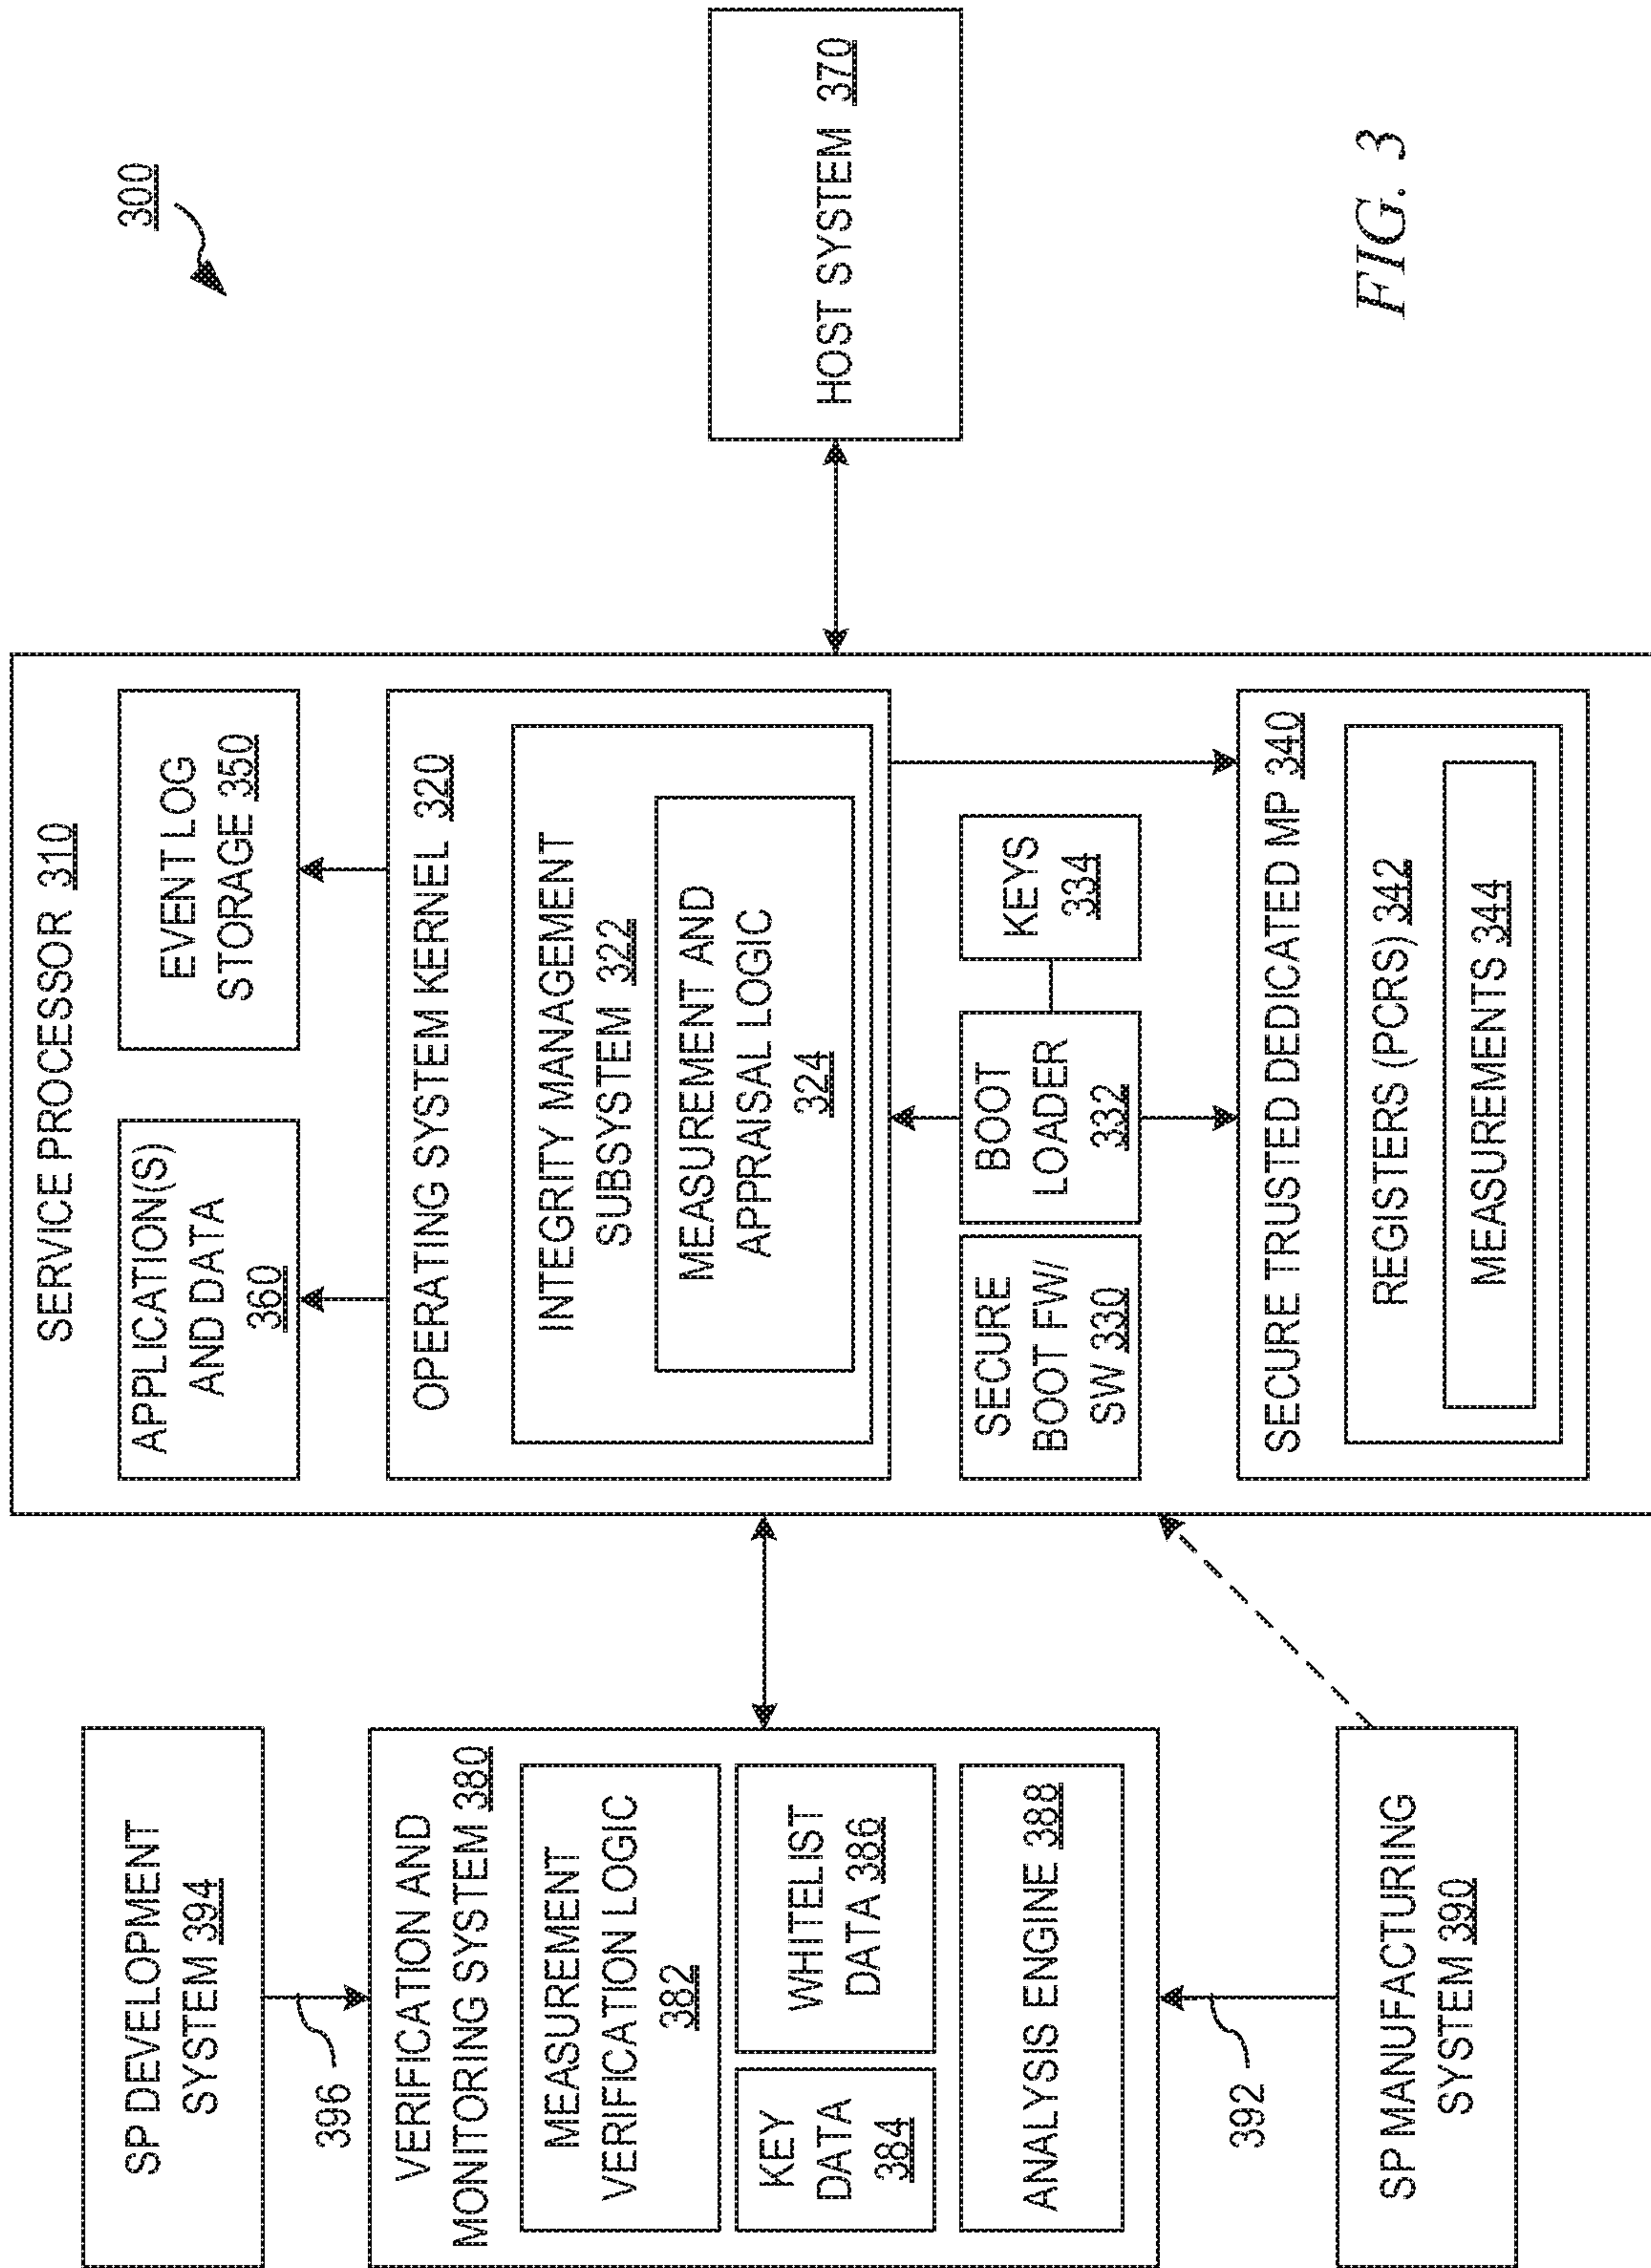 300
SP DEVELOPMENT
SYSTEM 394
396
VERIFICATION AND
MONITORING SYSTEM 380
MEASUREMENT
VERIFICATION LOGIC
382
KEY
DATA
384
WHITELIST
DATA 386
ANALYSIS ENGINE 388
392
SP MANUFACTURING
SYSTEM 390
SERVICE PROCESSOR 310
APPLICATION(S)
AND DATA
360
EVENT LOG
STORAGE 350
OPERATING SYSTEM KERNEL 320
INTEGRITY MANAGEMENT
SUBSYSTEM 322
MEASUREMENT AND
APPRAISAL LOGIC
324
SECURE
BOOT FW/
SW 330
BOOT
LOADER
332
KEYS
334
SECURE TRUSTED DEDICATED MP 340
REGISTERS (PCRS) 342
MEASUREMENTS 344
HOST SYSTEM 370
FIG. 3